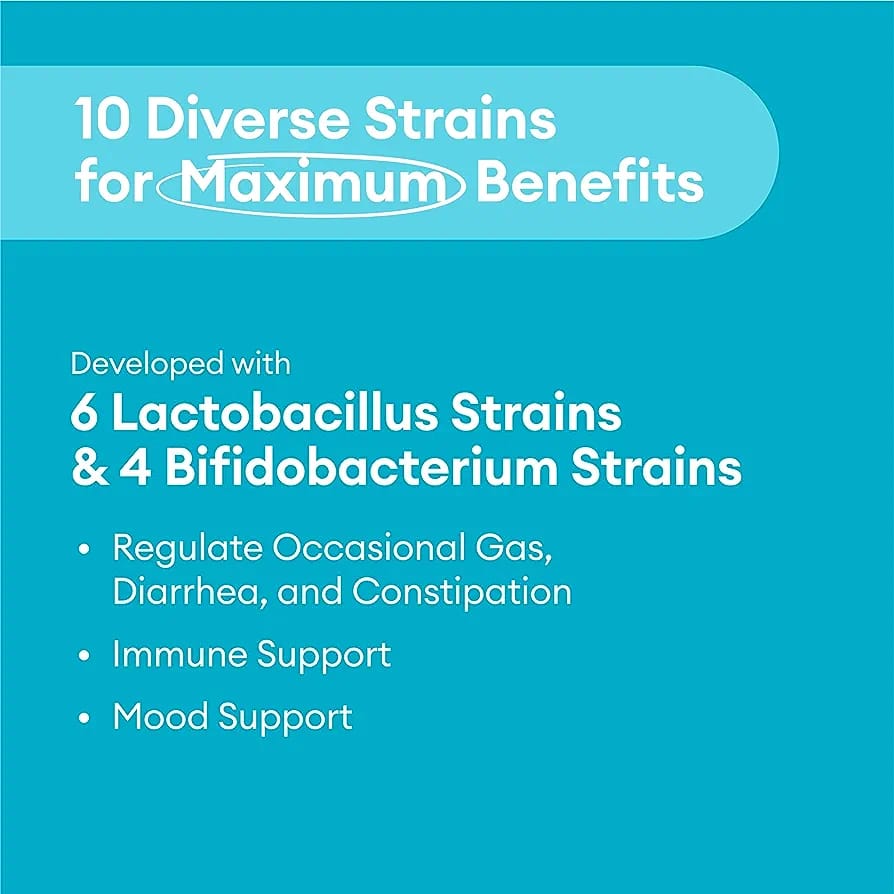 10 Diverse Strains
for Maximum Benefits
Developed with
6 Lactobacillus Strains
& 4 Bifidobacterium Strains
• Regulate Occasional Gas,
Diarrhea, and Constipation
• Immune Support
• Mood Support